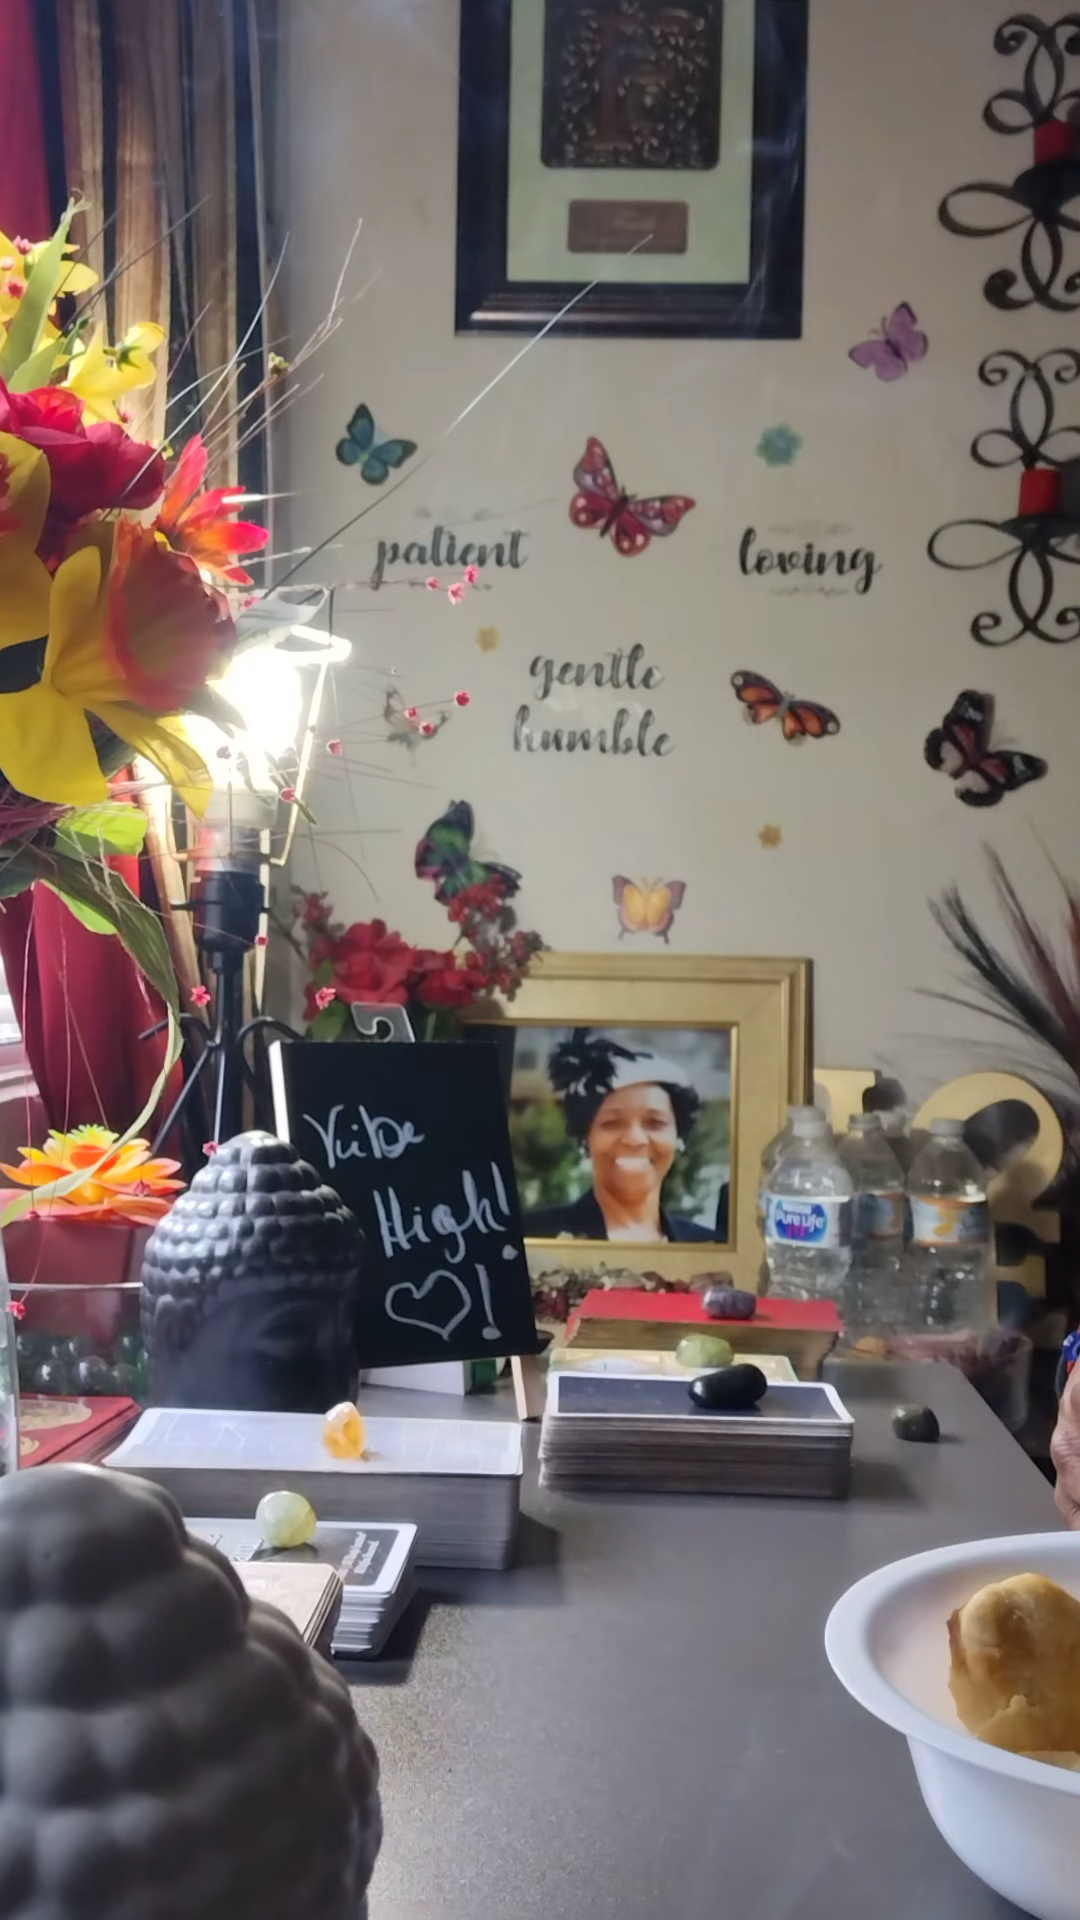 patient
loving
gentle
humble
Vibe
High!
♡!
Pure Life